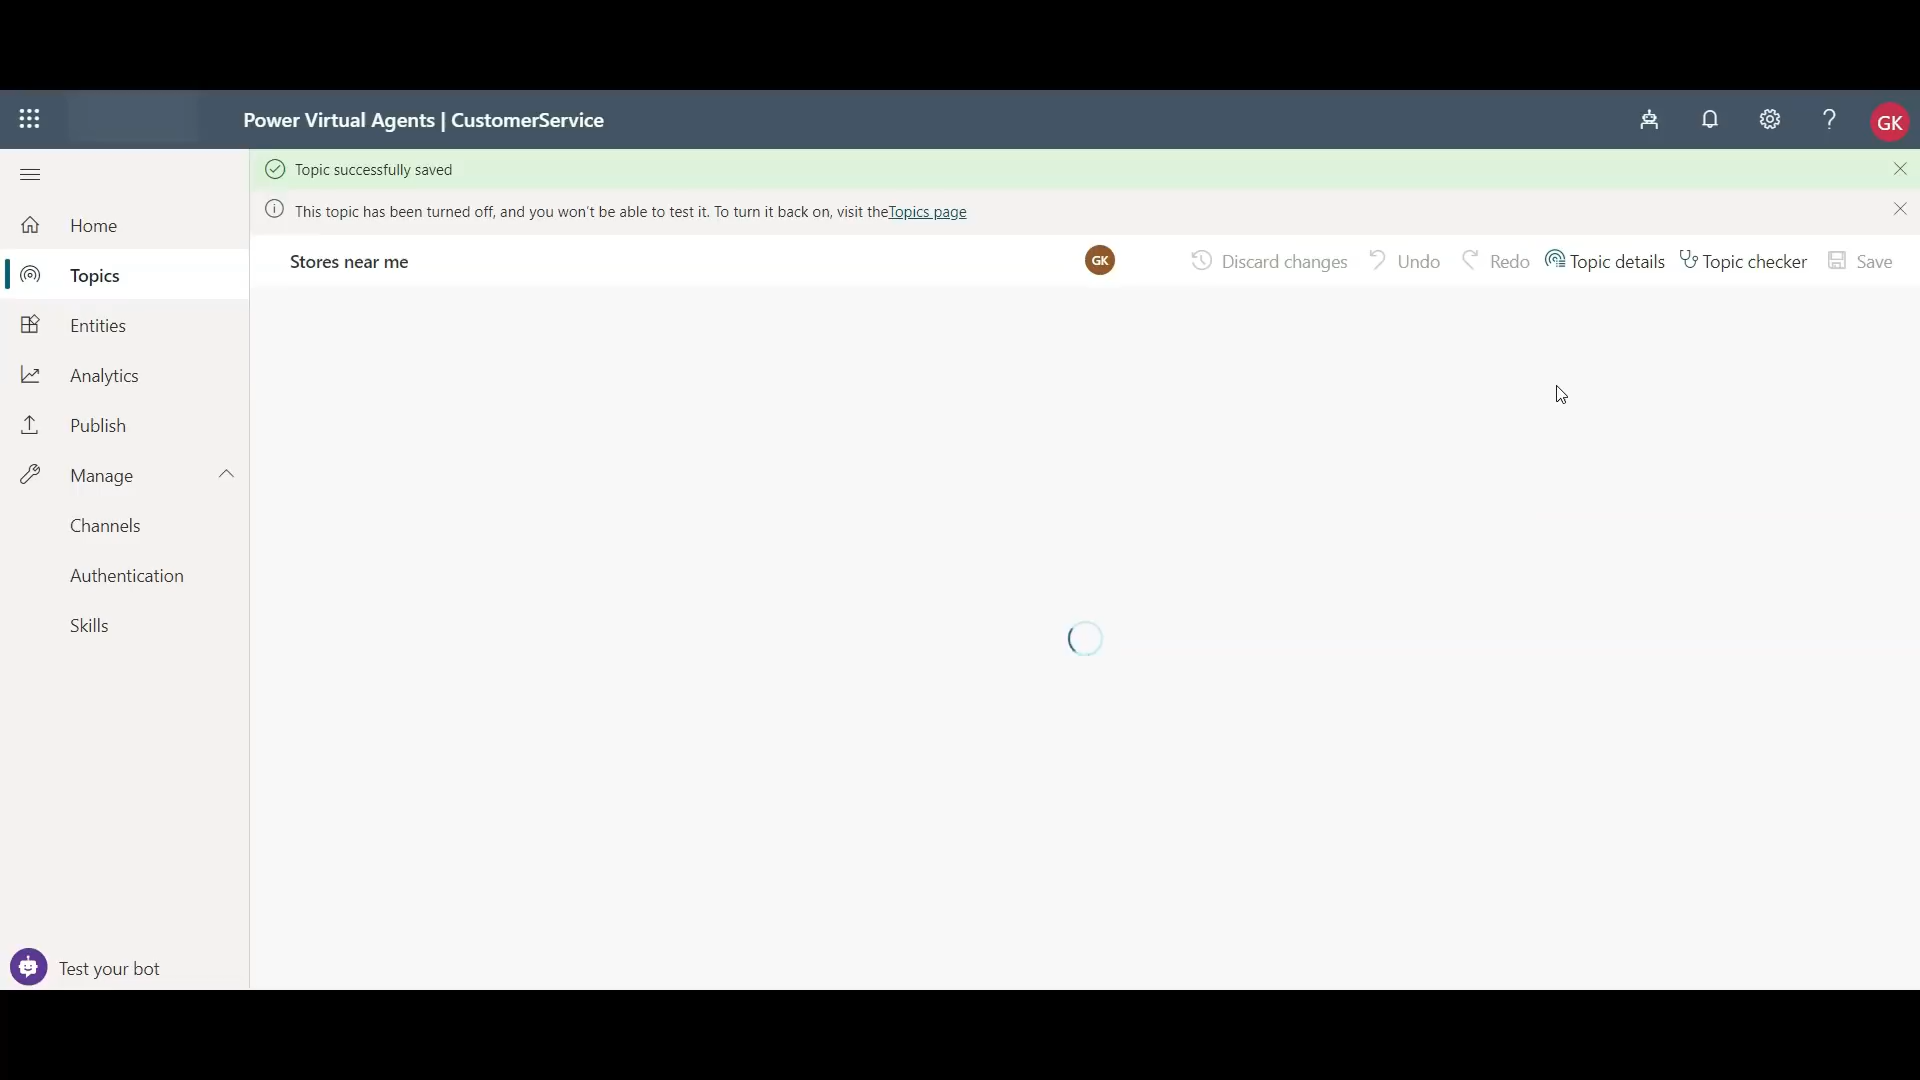 Power Virtual Agents | CustomerService
GK
Topic successfully saved
This topic has been turned off, and you won't be able to test it. To turn it back on, visit theTopics page
Home
Stores near me
GK
Discard changes
Undo
Redo
Topic details
Topic checker
Save
Topics
Entities
Analytics
Publish
Manage
Channels
Authentication
Skills
Test your bot